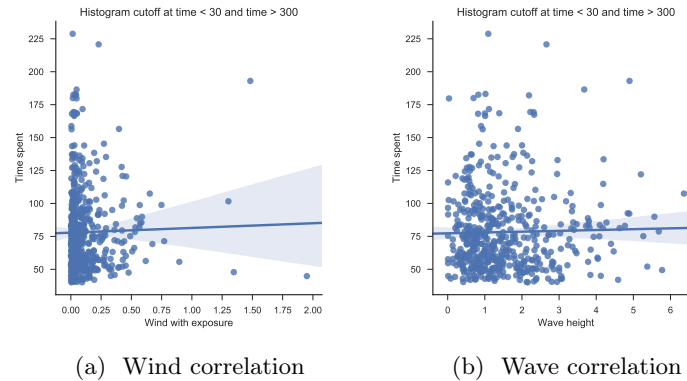 Histogram cutoff at time < 30 and time > 300
225
200
175
150
125
100
75
50
Time spent
0.00 0.25 0.50 0.75 1.00 1.25 1.50 1.75 2.00
Wind with exposure
(a) Wind correlation
Histogram cutoff at time < 30 and time > 300
225
200
175
150
125
100
75
50
Time spent
0 1 2 3 4 5 6
Wave height
(b) Wave correlation